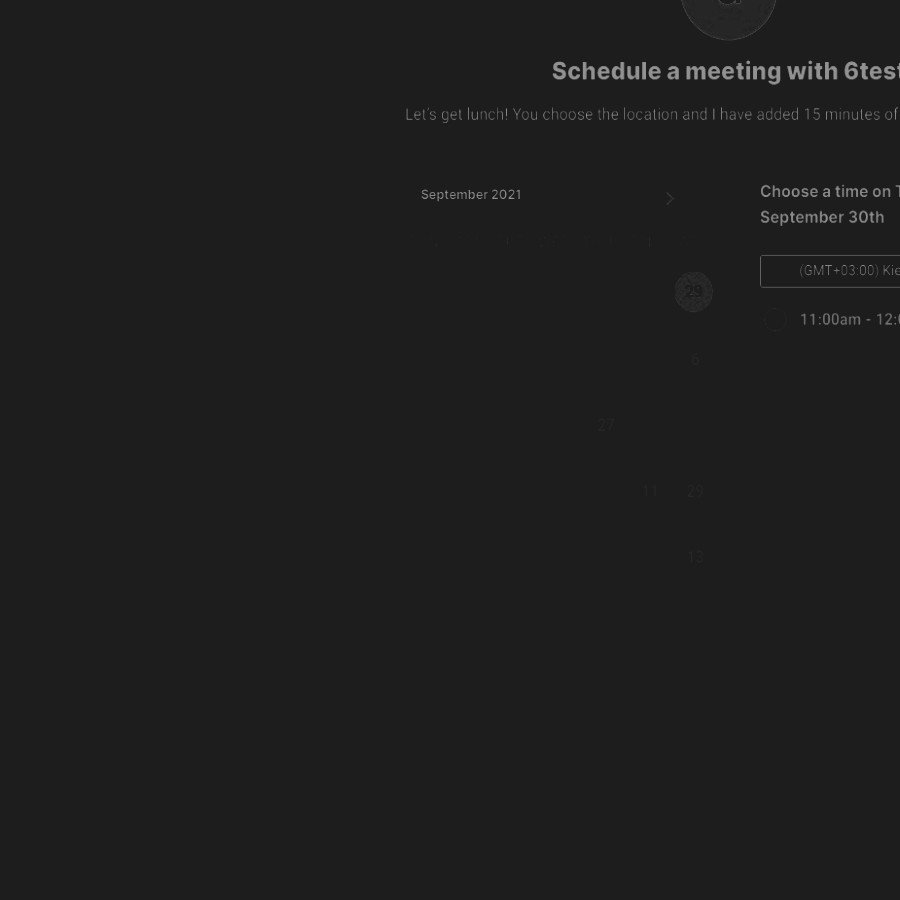 Schedule a meeting with 6test
Let's get lunch! You choose the location and I have added 15 minutes of
September 2021
Choose a time on T
September 30th
(GMT+03:00) Kie
29
11:00am - 12:0
6
27
11 29
13